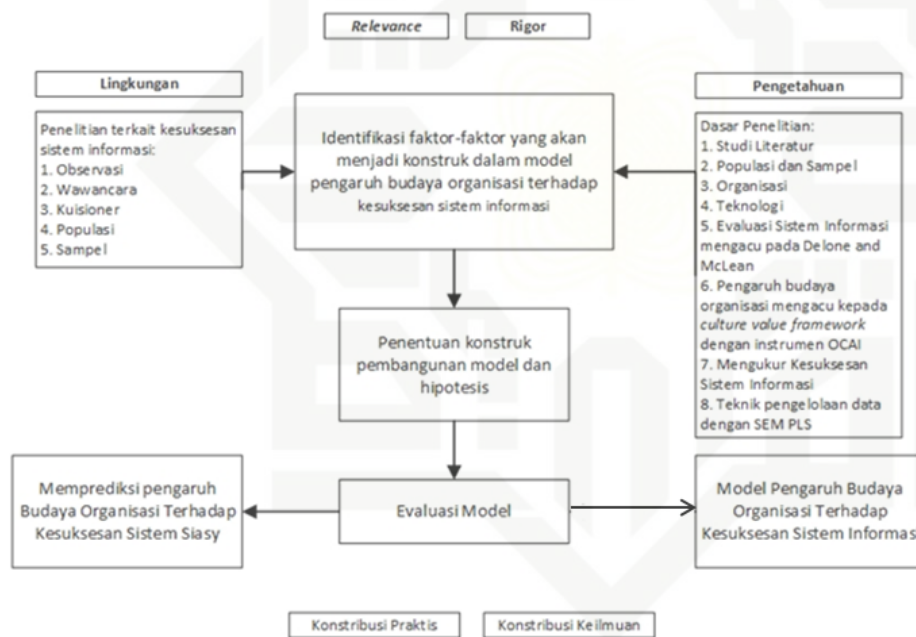 Relevance
Rigor
Lingkungan
Penelitian terkait kesuksesan
sistem informasi:
1. Observasi
2. Wawancara
3. Kuisioner
4. Populasi
5. Sampel
Identifikasi faktor-faktor yang akan
menjadi konstruk dalam model
pengaruh budaya organisasi terhadap
kesuksesan sistem informasi
Pengetahuan
Dasar Penelitian:
1. Studi Literatur
2. Populasi dan Sampel
3. Organisasi
4. Teknologi
5. Evaluasi Sistem Informasi
mengacu pada Delone and
McLean
6. Pengaruh budaya
organisasi mengacu kepada
culture value framework
dengan instrumen OCAI
7. Mengukur Kesuksesan
Sistem Informasi
8. Teknik pengelolaan data
dengan SEM PLS
Penentuan konstruk
pembangunan model dan
hipotesis
Memprediksi pengaruh
Budaya Organisasi Terhadap
Kesuksesan Sistem Siasy
Evaluasi Model
Model Pengaruh Budaya
Organisasi Terhadap
Kesuksesan Sistem Informasi
Konstribusi Praktis
Konstribusi Keilmuan